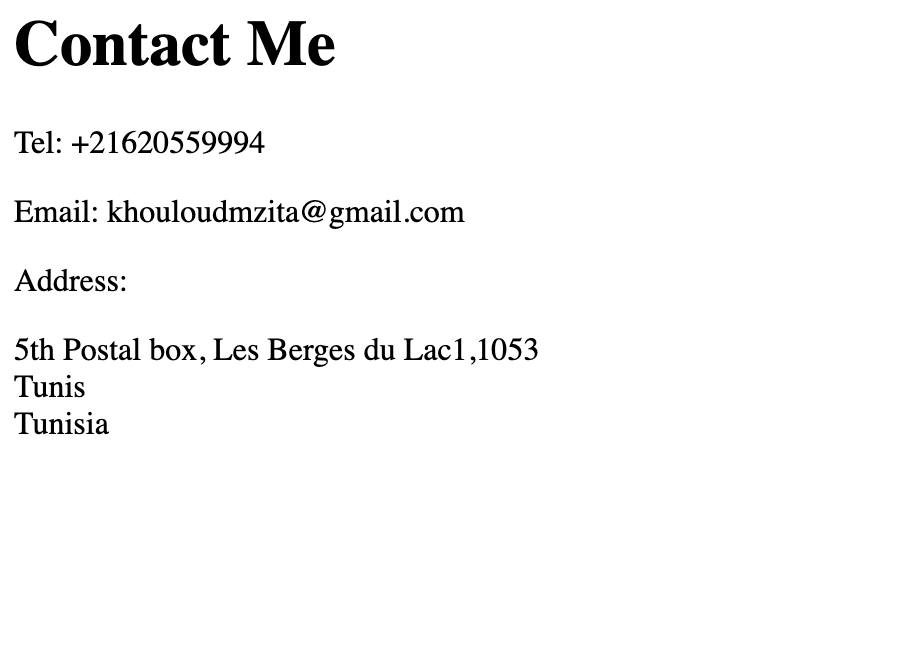 Contact Me
Tel: +21620559994
Email: khouloudmzita@gmail.com
Address:
5th Postal box, Les Berges du Lac1,1053
Tunis
Tunisia